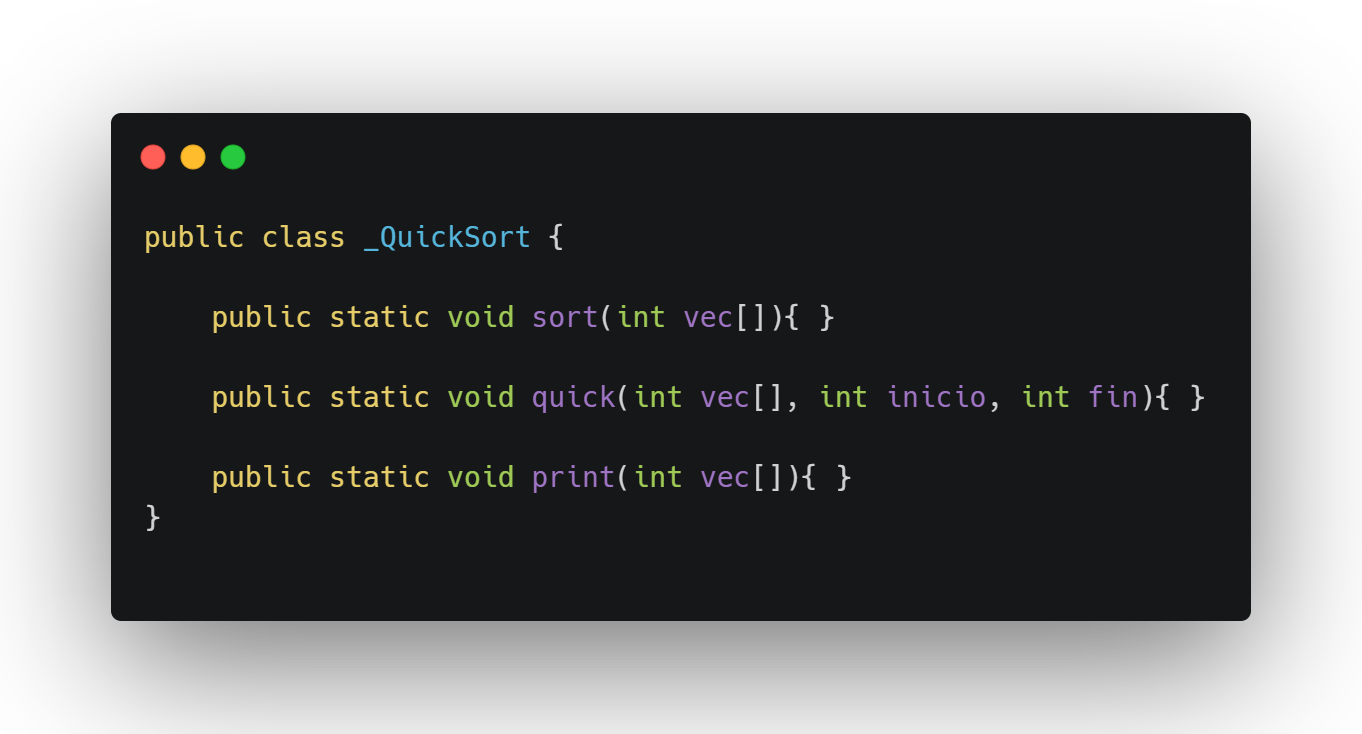 public class _QuickSort {
public static void sort(int vec[]){ }
public static void quick(int vec[], int inicio, int fin){ }
public static void print(int vec[]){ }
}